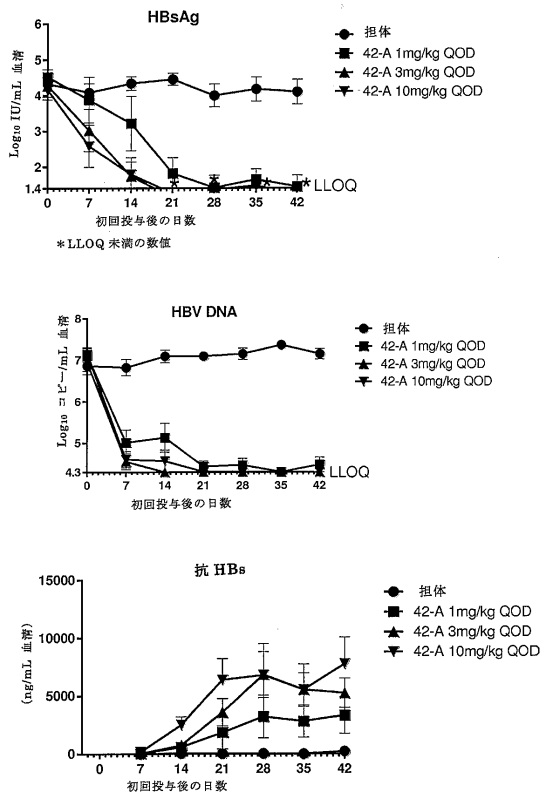 HBsAg
Log10 IU/mL 血清
6
5
4
3
2
1.4
0 7 14 21 28 35 42
LLOQ
初回投与後の日数
*LLOQ 未満の数値
担体
42-A 1mg/kg QOD
42-A 3mg/kg QOD
42-A 10mg/kg QOD
HBV DNA
Log10 コピー/mL 血清
8
7
6
5
4.3
0 7 14 21 28 35 42
LLOQ
初回投与後の日数
担体
42-A 1mg/kg QOD
42-A 3mg/kg QOD
42-A 10mg/kg QOD
抗 HBs
(ng/mL 血清)
15000
10000
5000
0
0 7 14 21 28 35 42
初回投与後の日数
担体
42-A 1mg/kg QOD
42-A 3mg/kg QOD
42-A 10mg/kg QOD